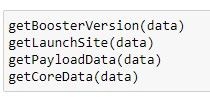 getBoosterVersion(data)
getLaunchSite(data)
getPayloadData(data)
getCoreData(data)